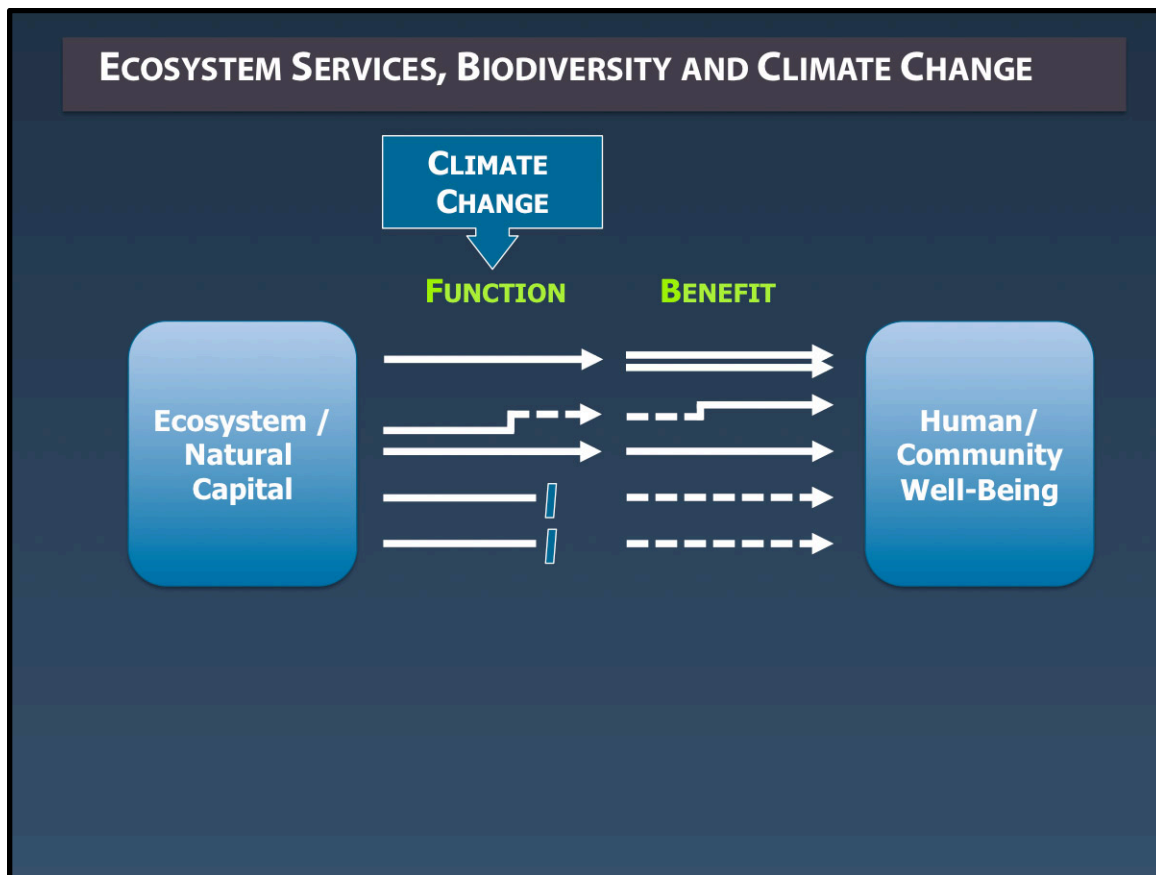 ECOSYSTEM SERVICES, BIODIVERSITY AND CLIMATE CHANGE
CLIMATE
CHANGE
FUNCTION
BENEFIT
Ecosystem /
Natural
Capital
Human/
Community
Well-Being